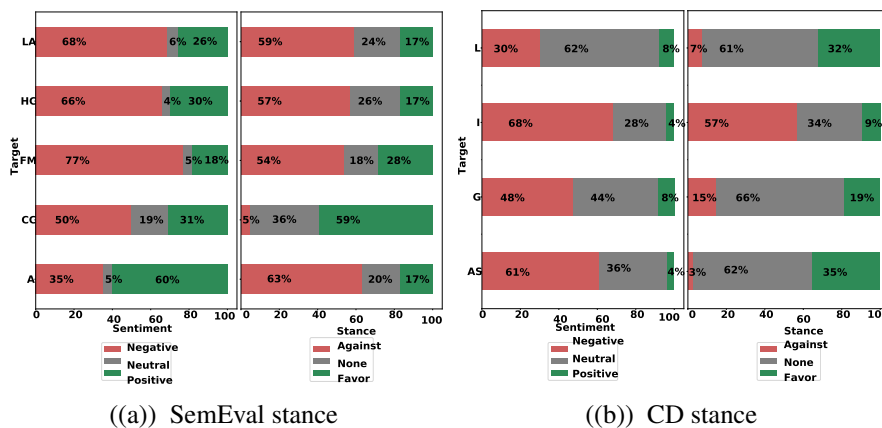 LA 68% 6% 26% 59% 24% 17%
HC 66% 4% 30% 57% 26% 17%
FM 77% 5% 18% 54% 18% 28%
CC 50% 19% 31% 5% 36% 59%
A 35% 5% 60% 63% 20% 17%
Target
0 20 40 60 80 100 0 20 40 60 80 100
Sentiment Stance
Negative Against
Neutral None
Positive Favor
((a)) SemEval stance
L 30% 62% 8% 7% 61% 32%
I 68% 28% 4% 57% 34% 9%
G 48% 44% 8% 15% 66% 19%
AS 61% 36% 4% 3% 62% 35%
Target
0 20 40 60 80 100 0 20 40 60 80 100
Sentiment Stance
Negative Against
Neutral None
Positive Favor
((b)) CD stance